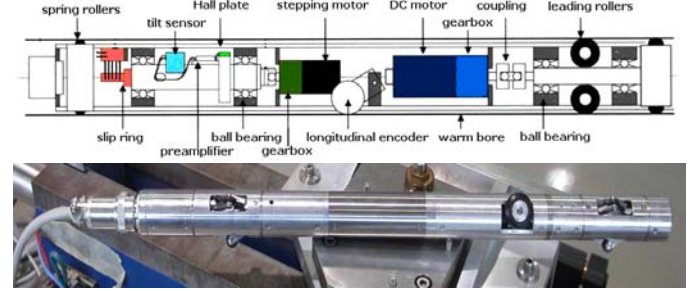 Hall plate stepping motor DC motor coupling leading rollers
spring rollers tilt sensor gearbox
slip ring ball bearing longitudinal encoder warm bore ball bearing
preamplifier gearbox